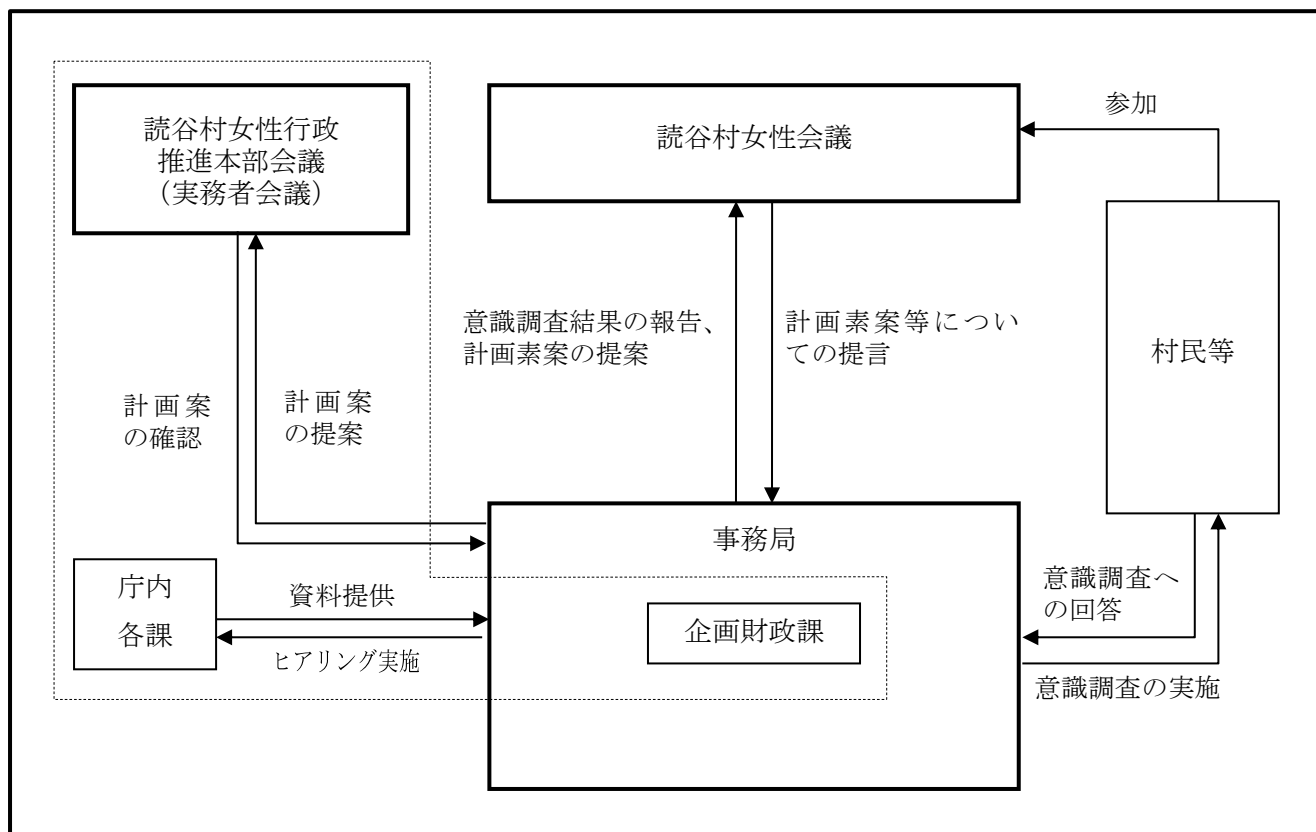 読谷村女性行政
推進本部会議
（実務者会議）
読谷村女性会議
参加
村民等
意識調査結果の報告、
計画素案の提案
計画素案等につい
ての提言
計画案
の確認
計画案
の提案
事務局
庁内
各課
資料提供
ヒアリング実施
企画財政課
意識調査へ
の回答
意識調査の実施